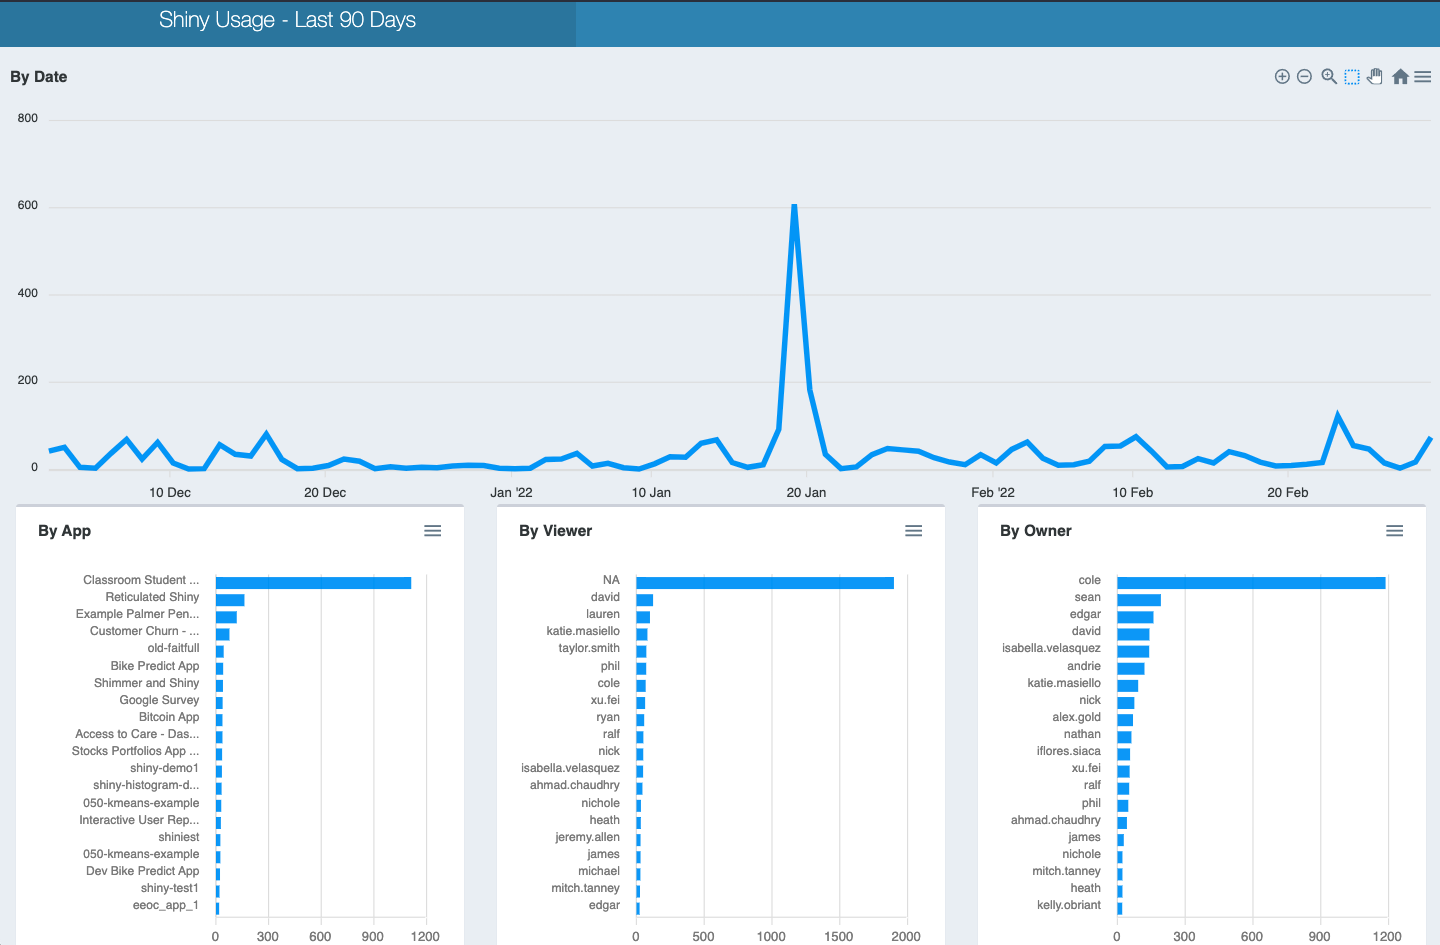 Shiny Usage - Last 90 Days
By Date
800
600
400
200
0
10 Dec 20 Dec Jan '22 10 Jan 20 Jan Feb '22 10 Feb 20 Feb
By App
Classroom Student ...
Reticulated Shiny
Example Palmer Pen...
Customer Churn - ...
old-faitfull
Bike Predict App
Shimmer and Shiny
Google Survey
Bitcoin App
Access to Care - Das...
Stocks Portfolios App ...
shiny-demo1
shiny-histogram-d...
050-kmeans-example
Interactive User Rep...
shiniest
050-kmeans-example
Dev Bike Predict App
shiny-test1
eeoc_app_1
0 300 600 900 1200
By Viewer
NA
david
lauren
katie.masiello
taylor.smith
phil
cole
xu.fei
ryan
ralf
nick
isabella.velasquez
ahmad.chaudhry
nichole
heath
jeremy.allen
james
michael
mitch.tanney
edgar
0 500 1000 1500 2000
By Owner
cole
sean
edgar
david
isabella.velasquez
andrie
katie.masiello
nick
alex.gold
nathan
iflores.siaca
xu.fei
ralf
phil
ahmad.chaudhry
james
nichole
mitch.tanney
heath
kelly.obriant
0 300 600 900 1200